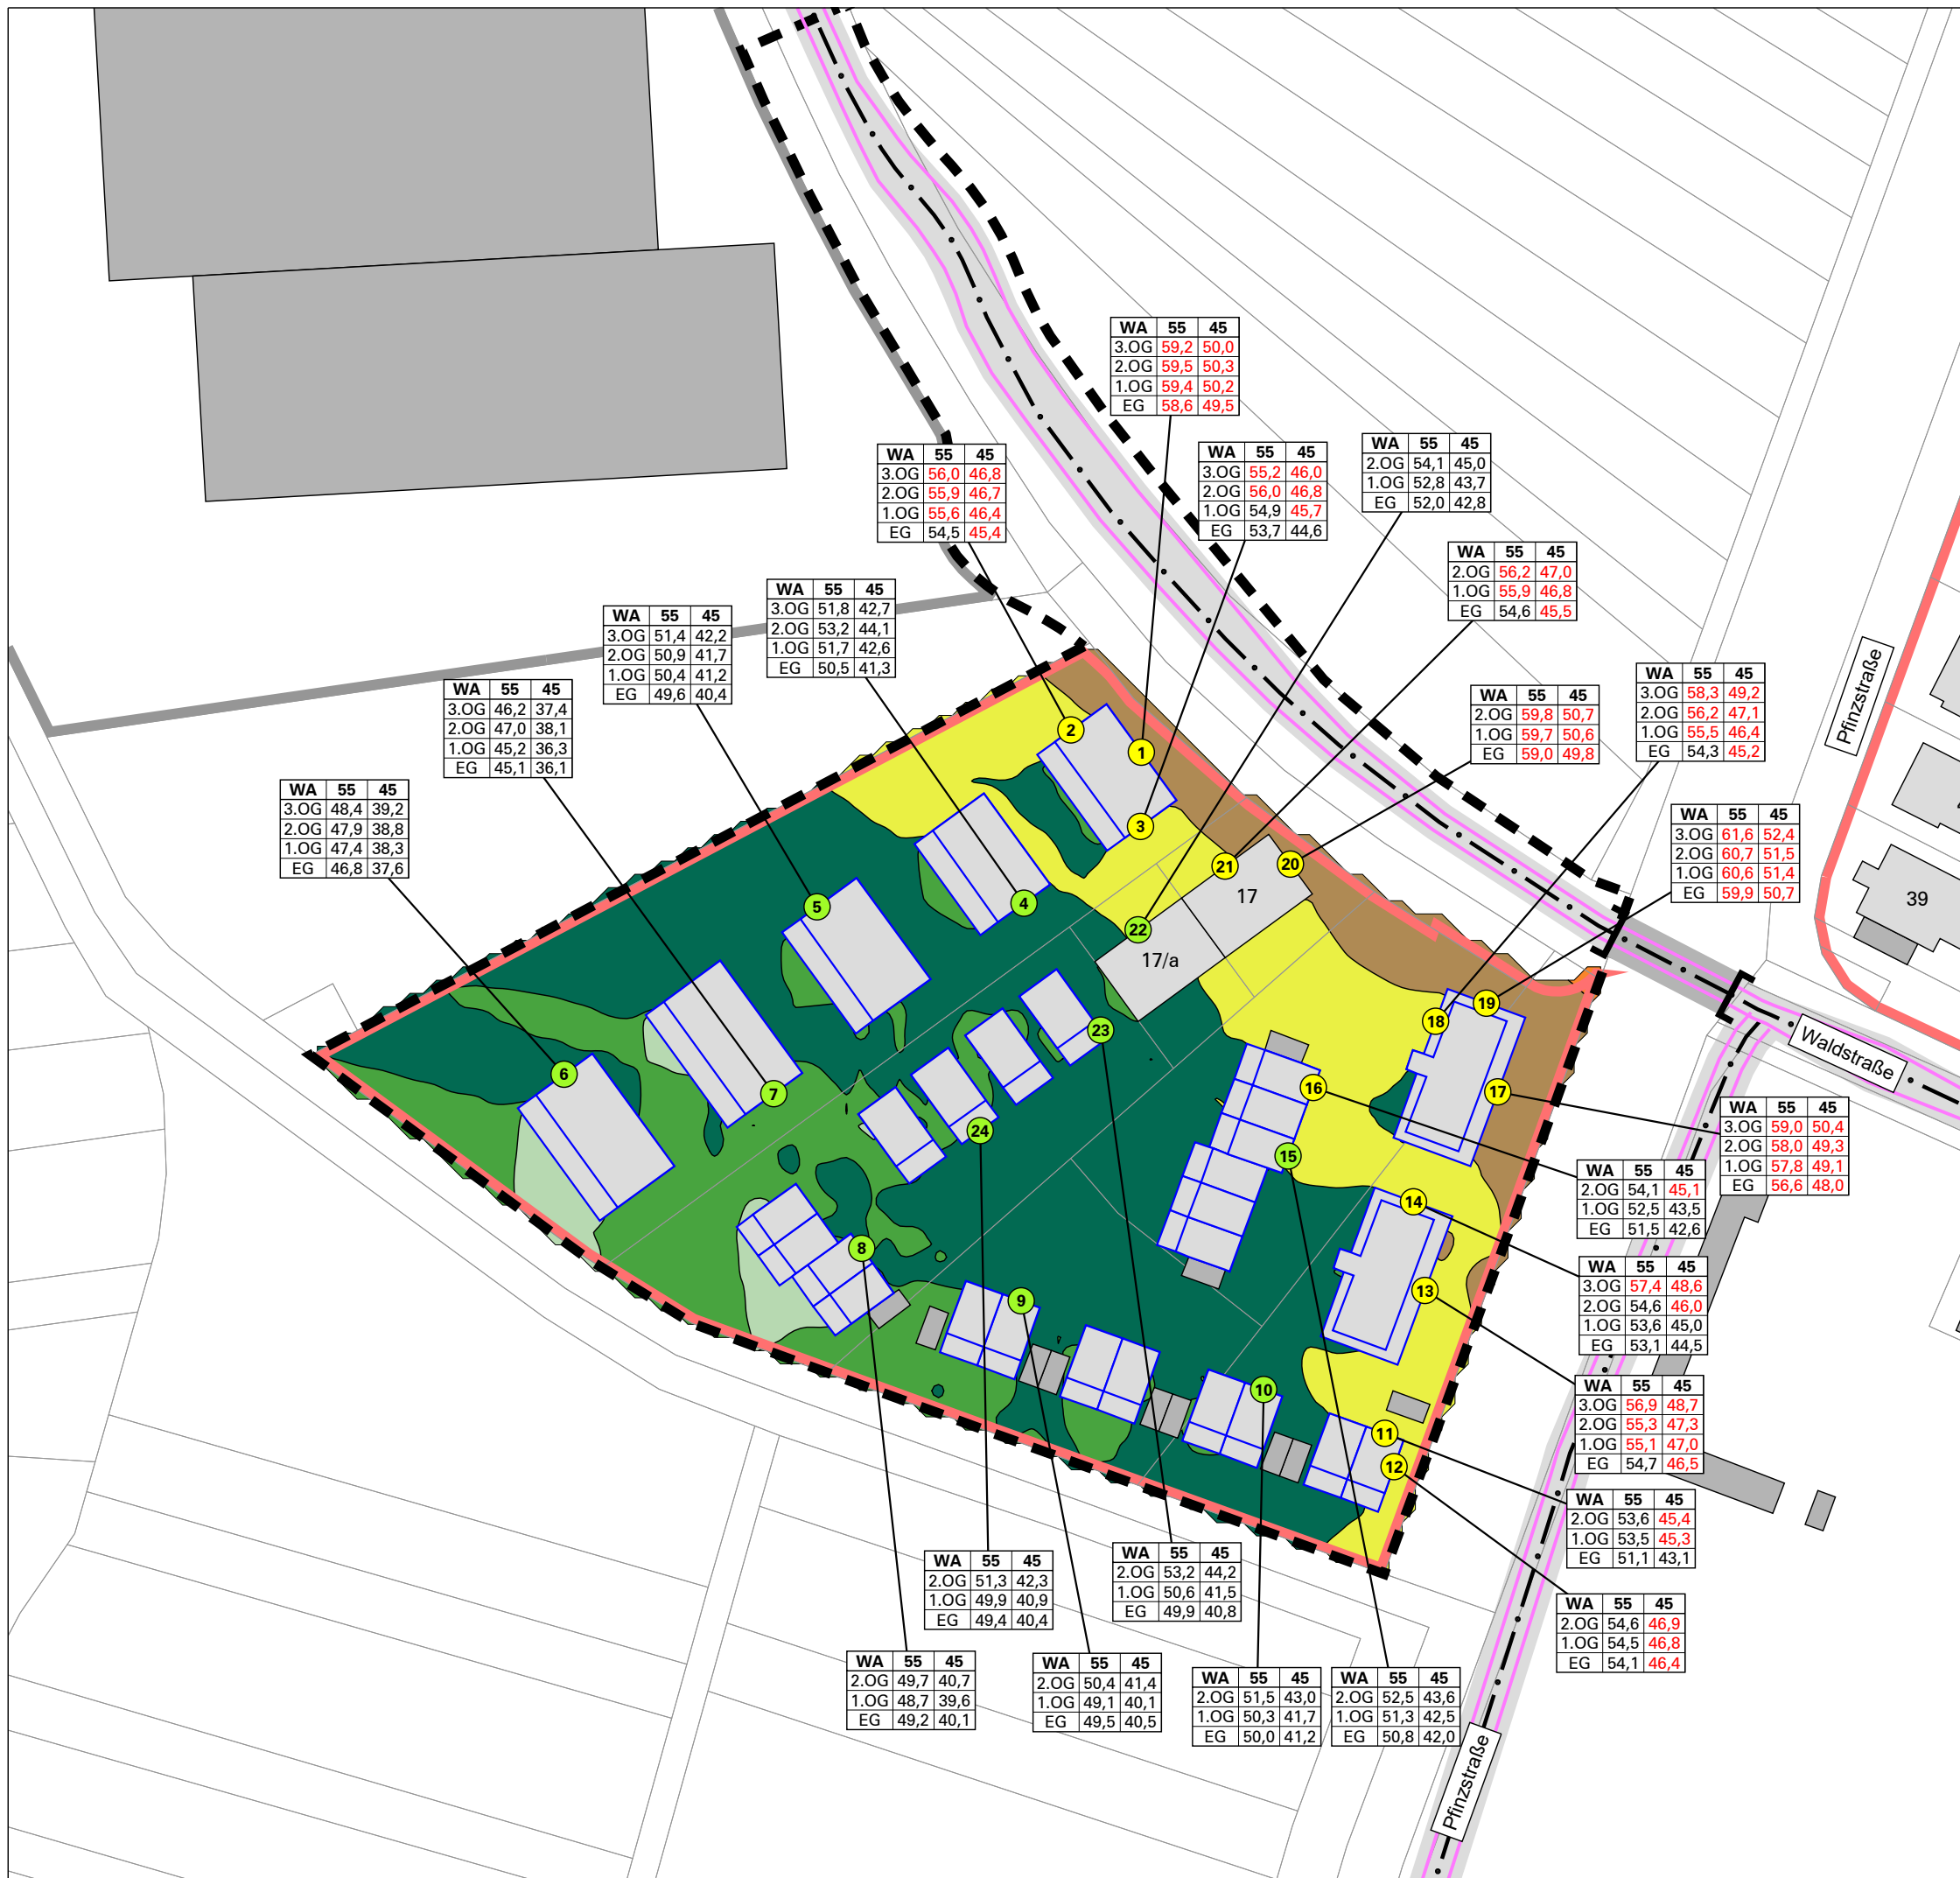 WA 55 45
3.OG 59,2 50,0
2.OG 59,5 50,3
1.OG 59,4 50,2
EG 58,6 49,5
WA 55 45
3.OG 56,0 46,8
2.OG 55,9 46,7
1.OG 55,6 46,4
EG 54,5 45,4
WA 55 45
3.OG 55,2 46,0
2.OG 56,0 46,8
1.OG 54,9 45,7
EG 53,7 44,6
WA 55 45
2.OG 54,1 45,0
1.OG 52,8 43,7
EG 52,0 42,8
WA 55 45
2.OG 56,2 47,0
1.OG 55,9 46,8
EG 54,6 45,5
WA 55 45
3.OG 51,8 42,7
2.OG 53,2 44,1
1.OG 51,7 42,6
EG 50,5 41,3
WA 55 45
3.OG 51,4 42,2
2.OG 50,9 41,7
1.OG 50,4 41,2
EG 49,6 40,4
WA 55 45
3.OG 46,2 37,4
2.OG 47,0 38,1
1.OG 45,2 36,3
EG 45,1 36,1
WA 55 45
3.OG 48,4 39,2
2.OG 47,9 38,8
1.OG 47,4 38,3
EG 46,8 37,6
WA 55 45
2.OG 59,8 50,7
1.OG 59,7 50,6
EG 59,0 49,8
WA 55 45
3.OG 58,3 49,2
2.OG 56,2 47,1
1.OG 55,5 46,4
EG 54,3 45,2
Pfinzstraße
WA 55 45
3.OG 61,6 52,4
2.OG 60,7 51,5
1.OG 60,6 51,4
EG 59,9 50,7
39
2
1
3
21
20
17
4
5
22
17/a
19
18
23
Waldstraße
6
7
16
17
24
15
14
8
13
9
10
11
12
WA 55 45
3.OG 59,0 50,4
2.OG 58,0 49,3
1.OG 57,8 49,1
EG 56,6 48,0
WA 55 45
2.OG 54,1 45,1
1.OG 52,5 43,5
EG 51,5 42,6
WA 55 45
3.OG 57,4 48,6
2.OG 54,6 46,0
1.OG 53,6 45,0
EG 53,1 44,5
WA 55 45
3.OG 56,9 48,7
2.OG 55,3 47,3
1.OG 55,1 47,0
EG 54,7 46,5
WA 55 45
2.OG 53,6 45,4
1.OG 53,5 45,3
EG 51,1 43,1
WA 55 45
2.OG 54,6 46,9
1.OG 54,5 46,8
EG 54,1 46,4
WA 55 45
2.OG 51,3 42,3
1.OG 49,9 40,9
EG 49,4 40,4
WA 55 45
2.OG 53,2 44,2
1.OG 50,6 41,5
EG 49,9 40,8
WA 55 45
2.OG 49,7 40,7
1.OG 48,7 39,6
EG 49,2 40,1
WA 55 45
2.OG 50,4 41,4
1.OG 49,1 40,1
EG 49,5 40,5
WA 55 45
2.OG 51,5 43,0
1.OG 50,3 41,7
EG 50,0 41,2
WA 55 45
2.OG 52,5 43,6
1.OG 51,3 42,5
EG 50,8 42,0
Pfinzstraße